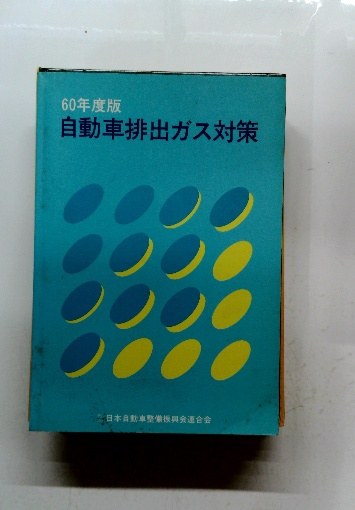 60年度版
自動車排出ガス対策
日本自動車整備振興会連合会